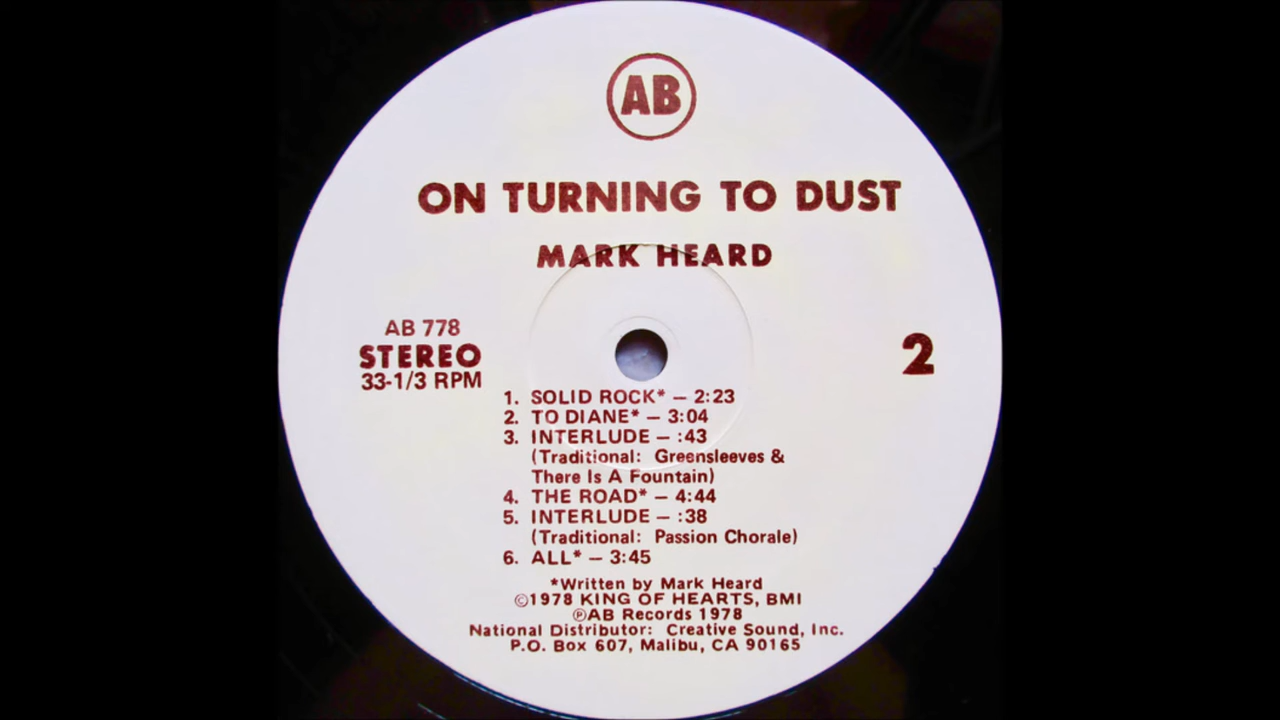 AB
ON TURNING TO DUST
MARK HEARD
AB 778
STEREO
33-1/3 RPM
2
1. SOLID ROCK* — 2:23
2. TO DIANE* — 3:04
3. INTERLUDE — :43
(Traditional: Greensleeves &
There Is A Fountain)
4. THE ROAD* — 4:44
5. INTERLUDE — :38
(Traditional: Passion Chorale)
6. ALL* — 3:45
*Written by Mark Heard
©1978 KING OF HEARTS, BMI
℗AB Records 1978
National Distributor: Creative Sound, Inc.
P.O. Box 607, Malibu, CA 90165